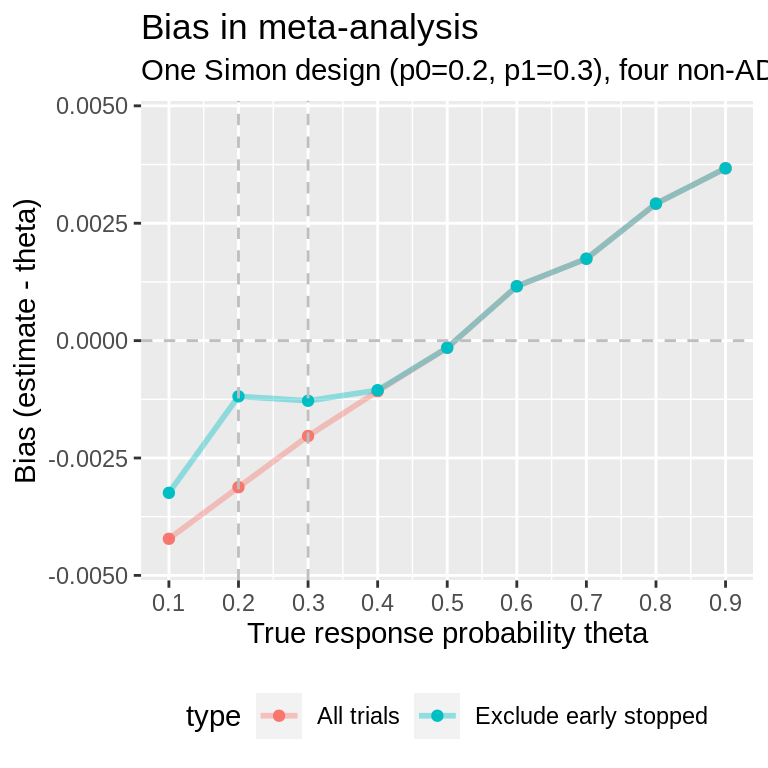 Bias in meta-analysis
One Simon design (p0=0.2, p1=0.3), four non-AD
0.0050
0.0025
0.0000
-0.0025
-0.0050
Bias (estimate - theta)
0.1 0.2 0.3 0.4 0.5 0.6 0.7 0.8 0.9
True response probability theta
type All trials Exclude early stopped